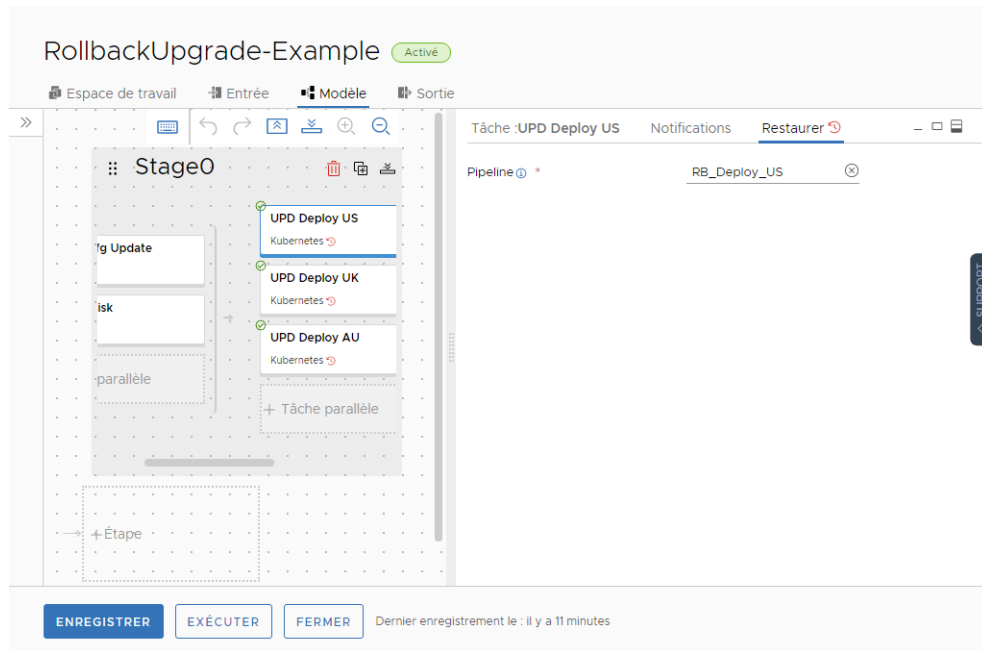 RollbackUpgrade-Example Activé
Espace de travail Entrée Modèle Sortie
Stage0
fg Update
isk
parallèle
UPD Deploy US
Kubernetes
UPD Deploy UK
Kubernetes
UPD Deploy AU
Kubernetes
+ Tâche parallèle
+ Étape
Tâche :UPD Deploy US Notifications Restaurer
Pipeline * RB_Deploy_US
SUPPORT
ENREGISTRER EXÉCUTER FERMER Dernier enregistrement le : il y a 11 minutes